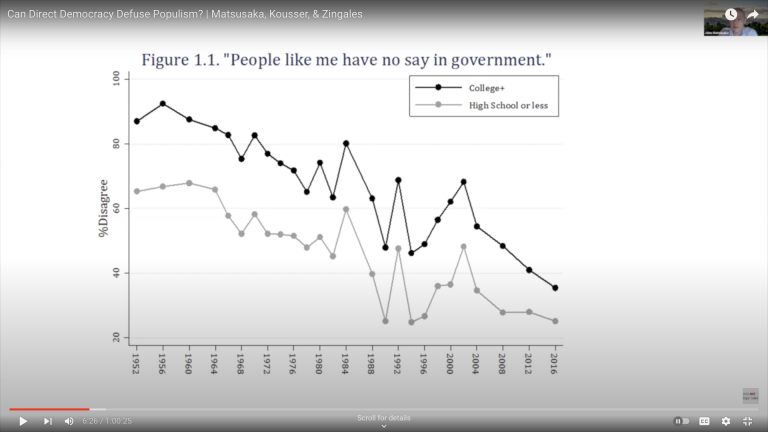 Can Direct Democracy Defuse Populism? | Matsusaka, Kousser, & Zingales
Figure 1.1. "People like me have no say in government."
College+
High School or less
%Disagree
100
80
60
40
20
1952
1956
1960
1964
1968
1972
1976
1980
1984
1988
1992
1996
2000
2004
2008
2012
2016
6:26 / 1:00:25
Scroll for details
CC